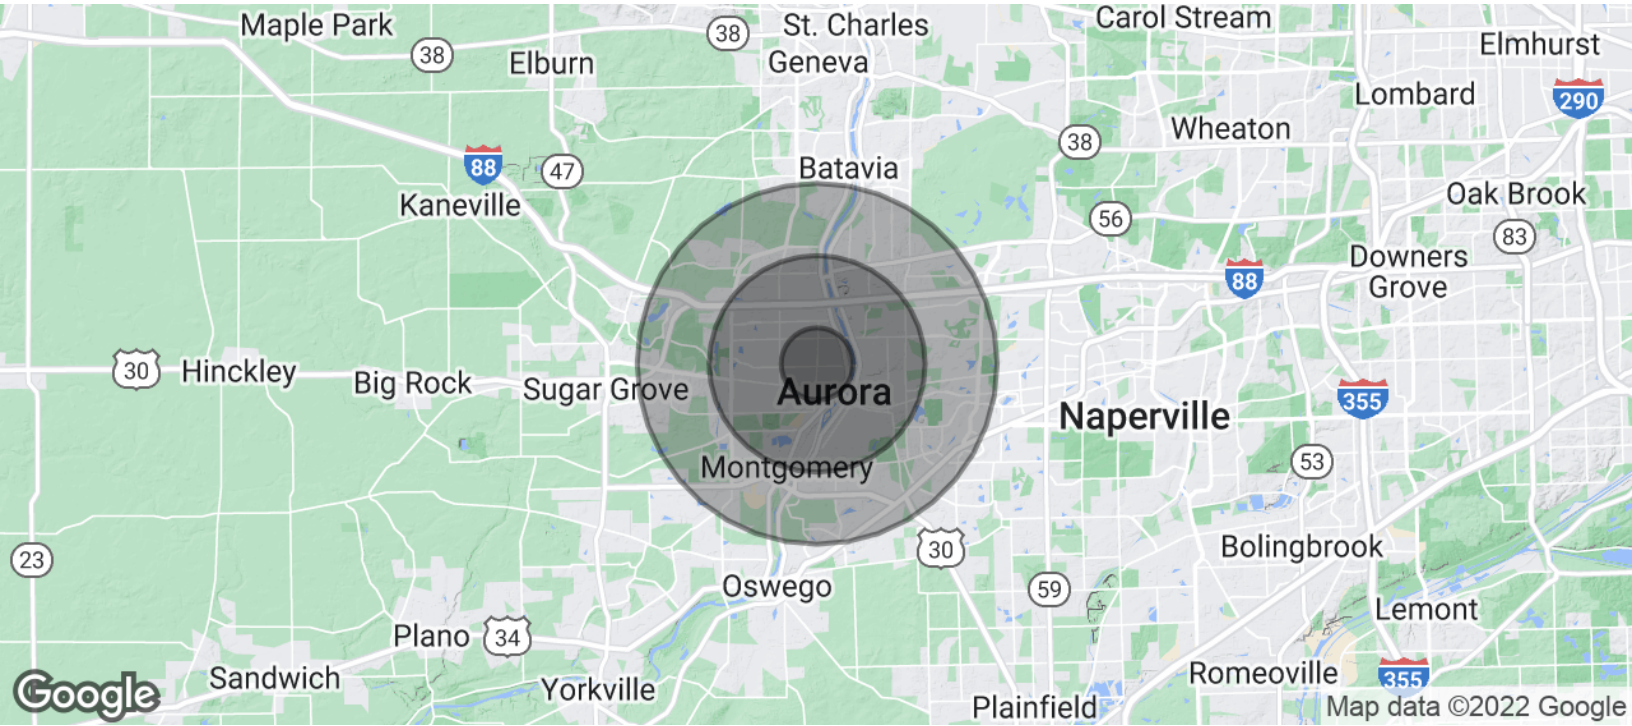 Maple Park
38
St. Charles
Carol Stream
38
Elburn
Geneva
Elmhurst
Lombard
290
Wheaton
38
88
47
Batavia
Kaneville
56
Oak Brook
83
88
Downers
Grove
30
Hinckley
Big Rock
Sugar Grove
Aurora
Naperville
355
Montgomery
53
23
30
Bolingbrook
Oswego
59
Lemont
Plano
34
Sandwich
Yorkville
Romeoville
355
Google
Plainfield
Map data ©2022 Google